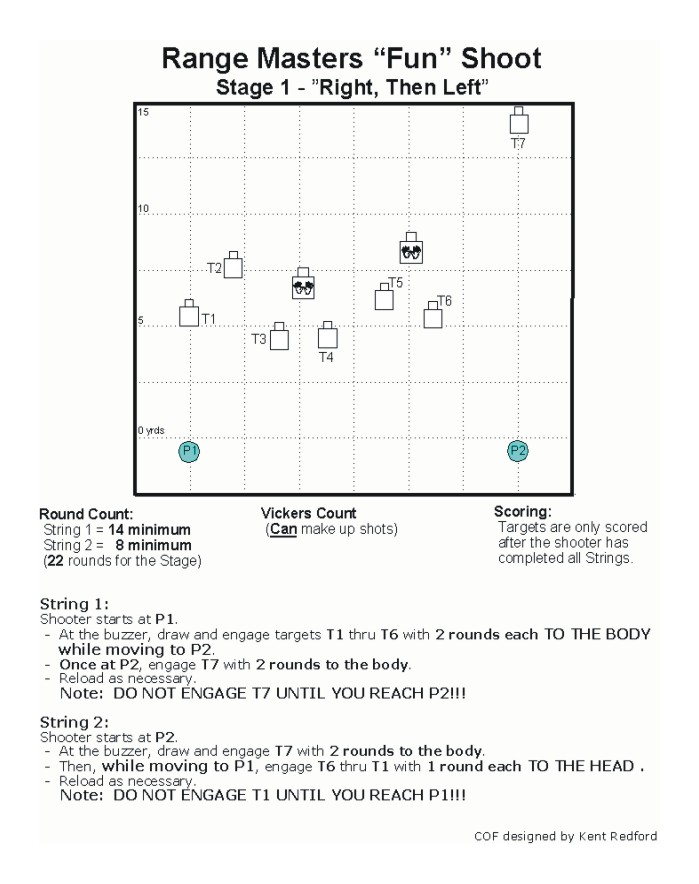 Range Masters “Fun” Shoot
Stage 1 - ”Right, Then Left”
15
T7
10
T2
T5
T6
T1
5
T3
T4
0 yrds
P1
P2
Round Count:
String 1 = 14 minimum
String 2 = 8 minimum
(22 rounds for the Stage)
Vickers Count
(Can make up shots)
Scoring:
Targets are only scored
after the shooter has
completed all Strings.
String 1:
Shooter starts at P1.
- At the buzzer, draw and engage targets T1 thru T6 with 2 rounds each TO THE BODY
while moving to P2.
- Once at P2, engage T7 with 2 rounds to the body.
- Reload as necessary.
Note: DO NOT ENGAGE T7 UNTIL YOU REACH P2!!!
String 2:
Shooter starts at P2.
- At the buzzer, draw and engage T7 with 2 rounds to the body.
- Then, while moving to P1, engage T6 thru T1 with 1 round each TO THE HEAD .
- Reload as necessary.
Note: DO NOT ENGAGE T1 UNTIL YOU REACH P1!!!
COF designed by Kent Redford